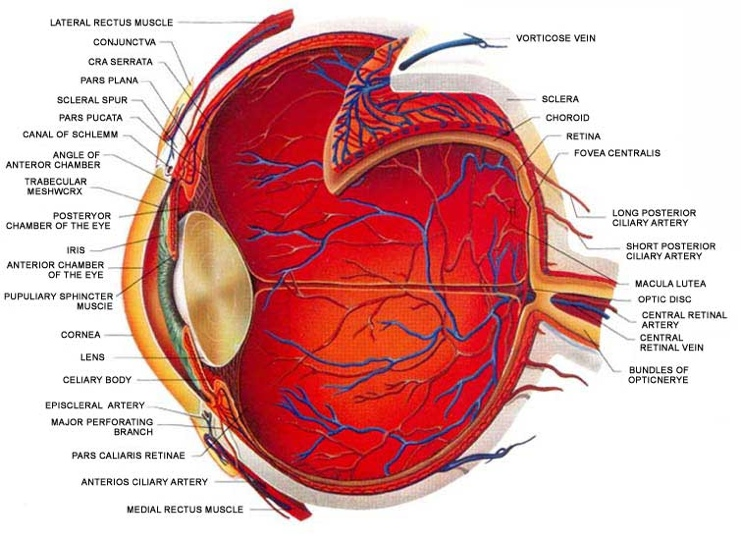 LATERAL RECTUS MUSCLE
CONJUNCTVA
CRA SERRATA
PARS PLANA
SCLERAL SPUR
PARS PUCATA
CANAL OF SCHLEMM
ANGLE OF
ANTEROR CHAMBER
TRABECULAR
MESHWCRX
POSTERYOR
CHAMBER OF THE EYE
IRIS
ANTERIOR CHAMBER
OF THE EYE
PUPULIARY SPHINCTER
MUSCIE
CORNEA
LENS
CELIARY BODY
EPISCLERAL ARTERY
MAJOR PERFORATING
BRANCH
PARS CALIARIS RETINAE
ANTERIOS CILIARY ARTERY
MEDIAL RECTUS MUSCLE
VORTICOSE VEIN
SCLERA
CHOROID
RETINA
FOVEA CENTRALIS
LONG POSTERIOR
CILIARY ARTERY
SHORT POSTERIOR
CILIARY ARTERY
MACULA LUTEA
OPTIC DISC
CENTRAL RETINAL
ARTERY
CENTRAL
RETINAL VEIN
BUNDLES OF
OPTICNERYE